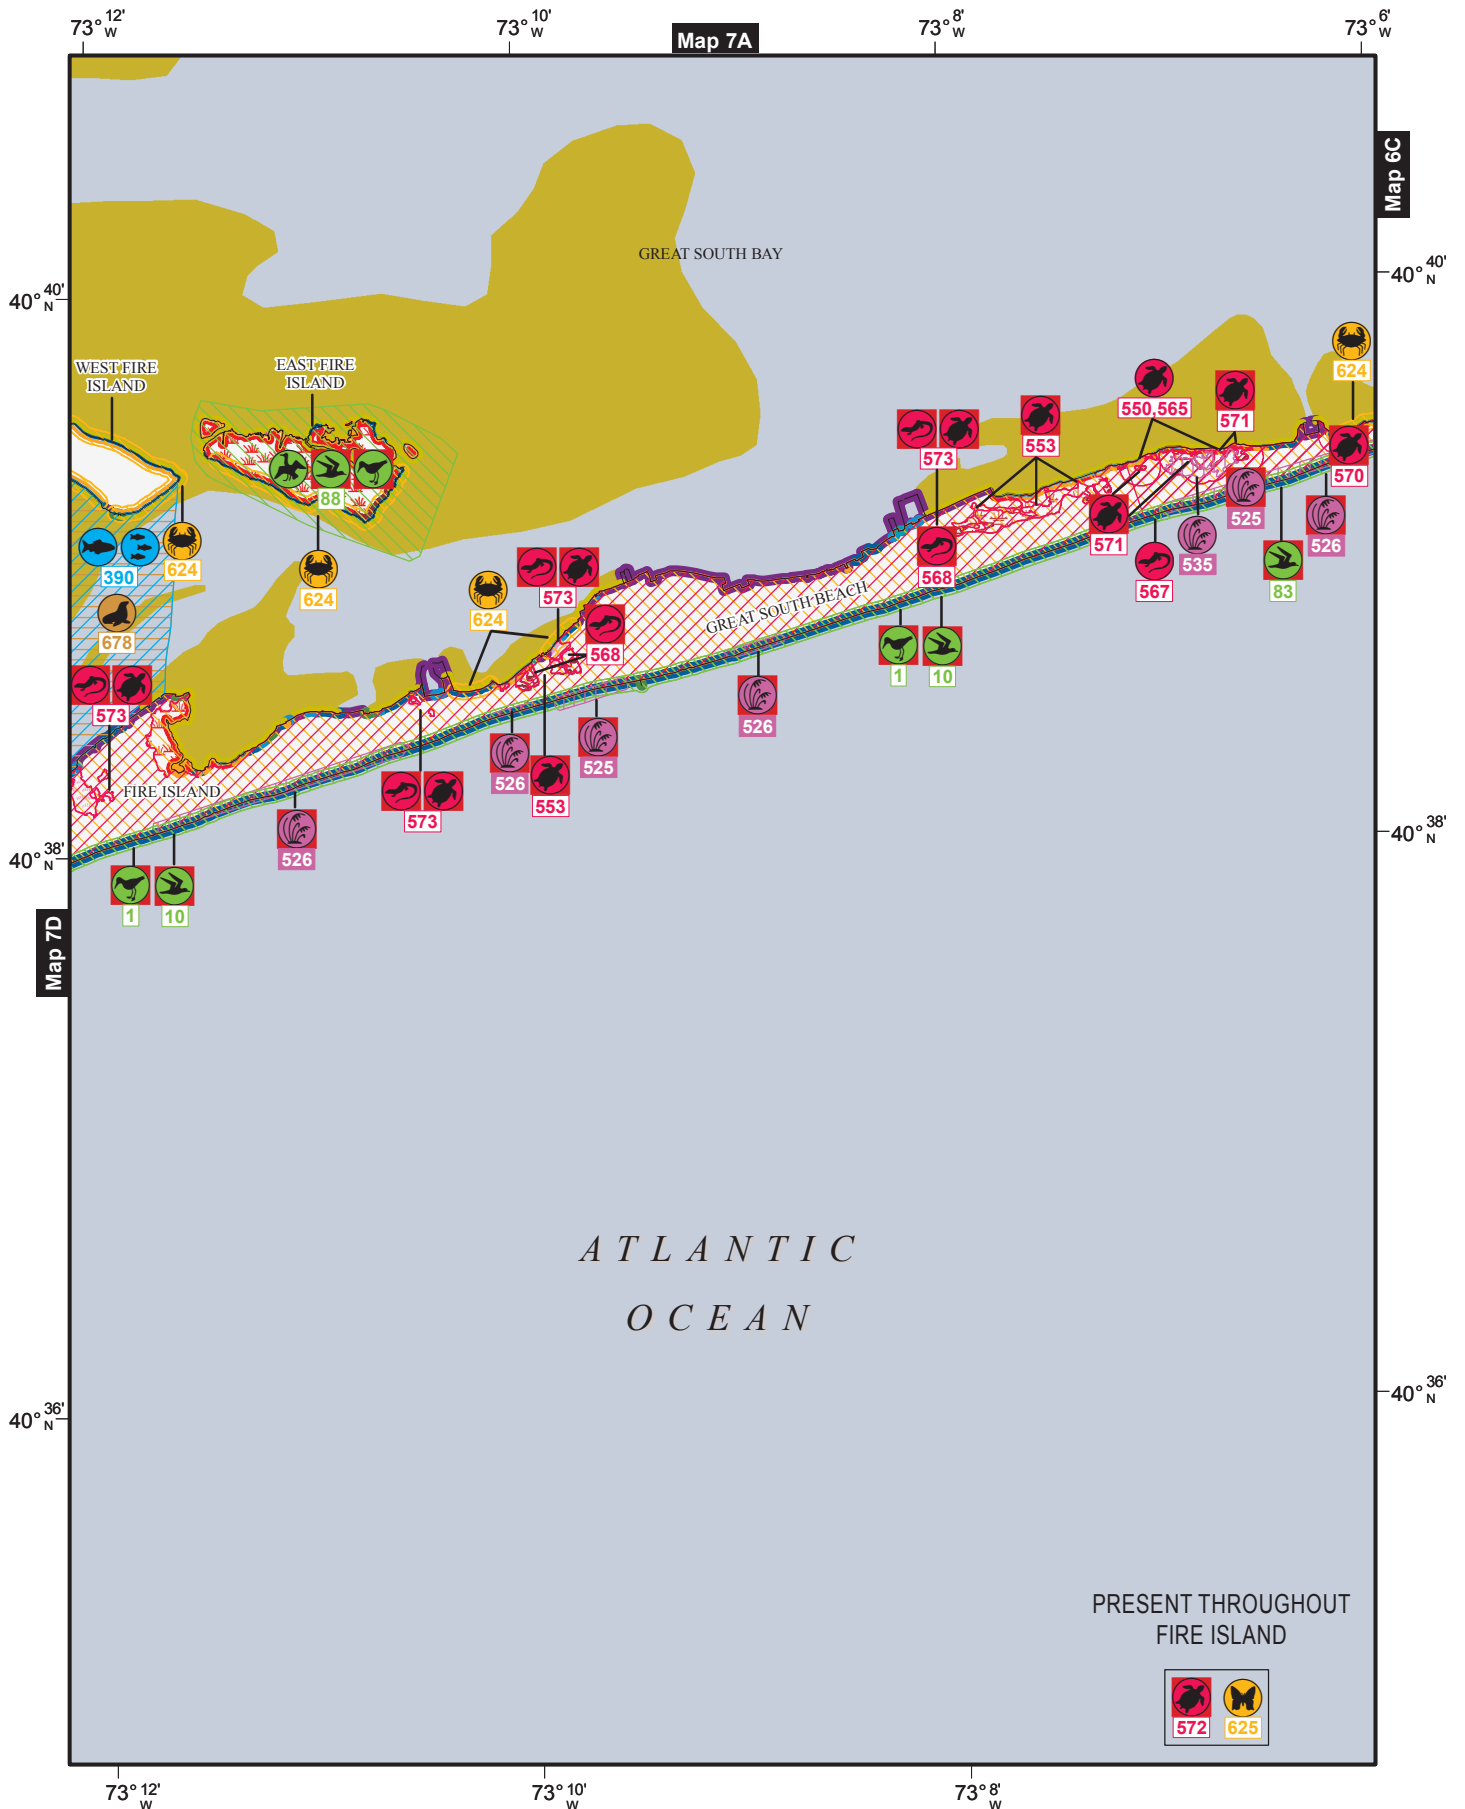 73° 12' W
73° 10' W
Map 7A
73° 8' W
73° 6' W
Map 6C
GREAT SOUTH BAY
40° 40' N
40° 40' N
WEST FIRE
ISLAND
EAST FIRE
ISLAND
624
550,565
571
553
573
88
570
525
526
571
535
390
624
624
573
568
567
83
624
678
GREAT SOUTH BEACH
568
573
1
10
526
525
526
553
FIRE ISLAND
573
526
40° 38' N
40° 38' N
1
10
Map 7D
ATLANTIC
OCEAN
40° 36' N
40° 36' N
PRESENT THROUGHOUT
FIRE ISLAND
572
625
73° 12' W
73° 10' W
73° 8' W